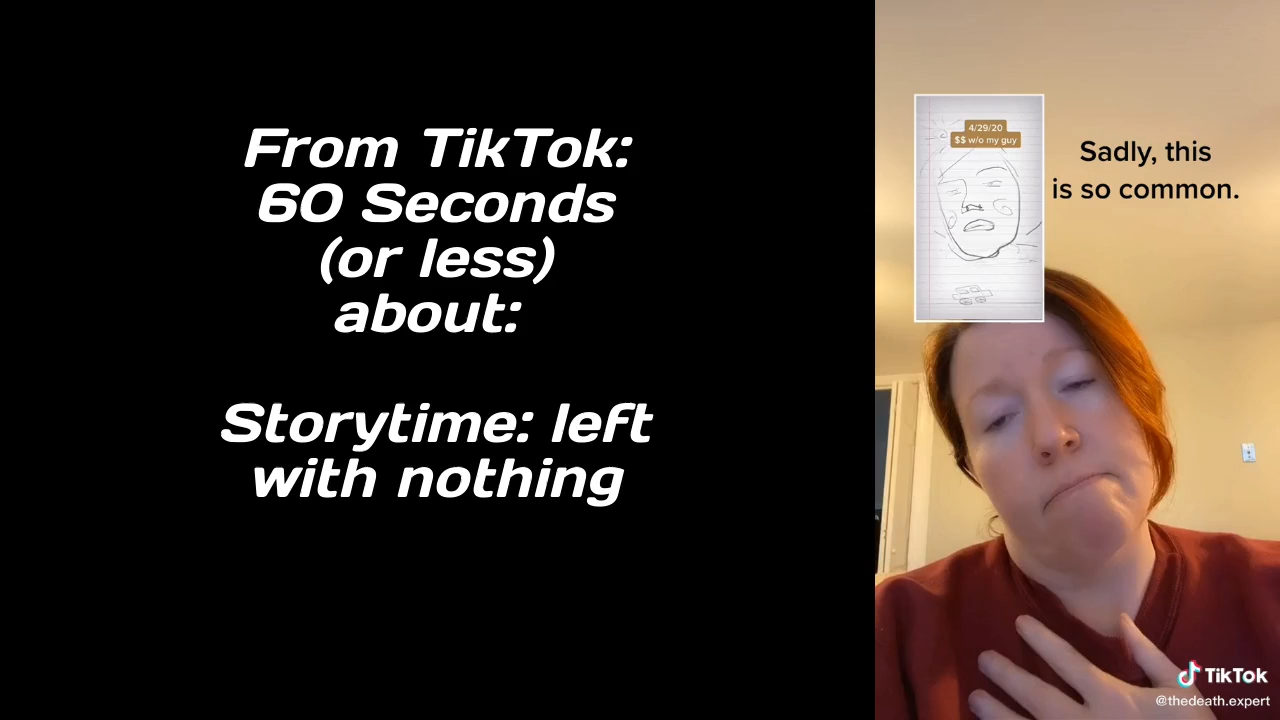 From TikTok:
60 Seconds
(or less)
about:
Storytime: left
with nothing
4/29/20
$$ w/o my guy
Sadly, this
is so common.
TikTok
@thedeath.expert